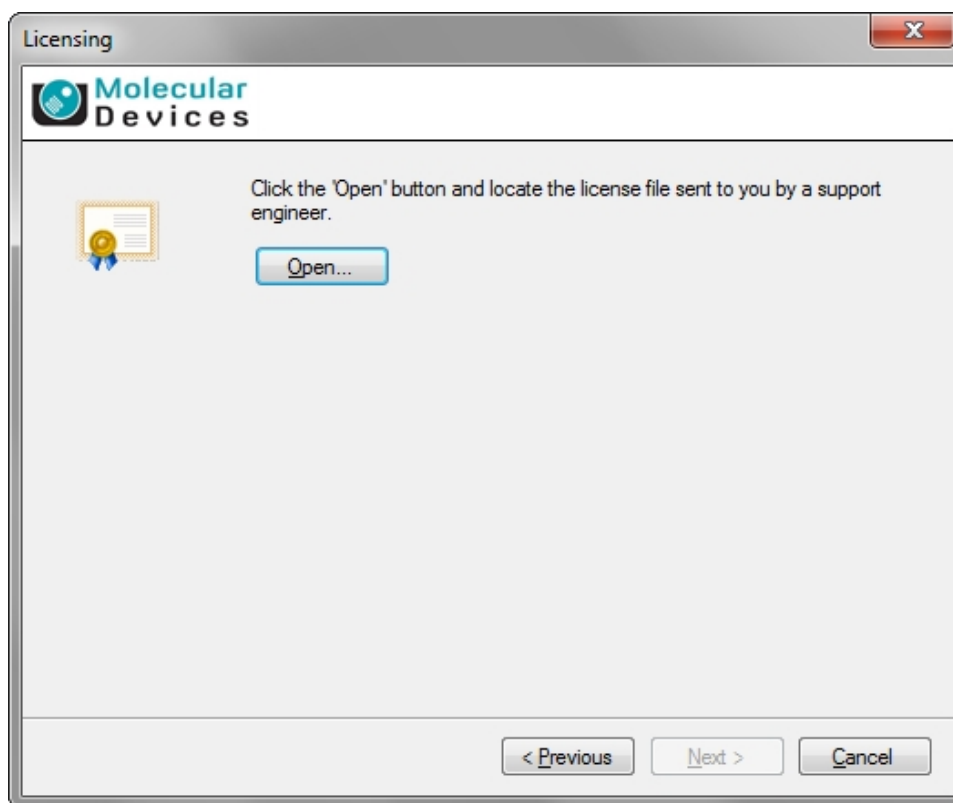 Licensing
Molecular
Devices
Click the 'Open' button and locate the license file sent to you by a support
engineer.
Open...
< Previous
Next >
Cancel